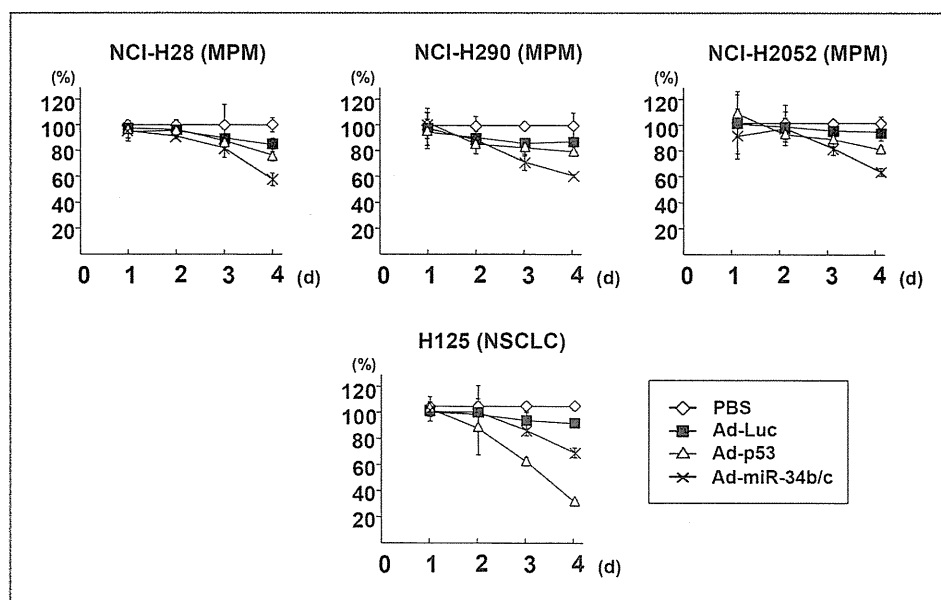 NCI-H28 (MPM)
(%)
120
100
80
60
40
20
0 1 2 3 4 (d)
NCI-H290 (MPM)
(%)
120
100
80
60
40
20
0 1 2 3 4 (d)
NCI-H2052 (MPM)
(%)
120
100
80
60
40
20
0 1 2 3 4 (d)
H125 (NSCLC)
(%)
120
100
80
60
40
20
0 1 2 3 4 (d)
PBS
Ad-Luc
Ad-p53
Ad-miR-34b/c